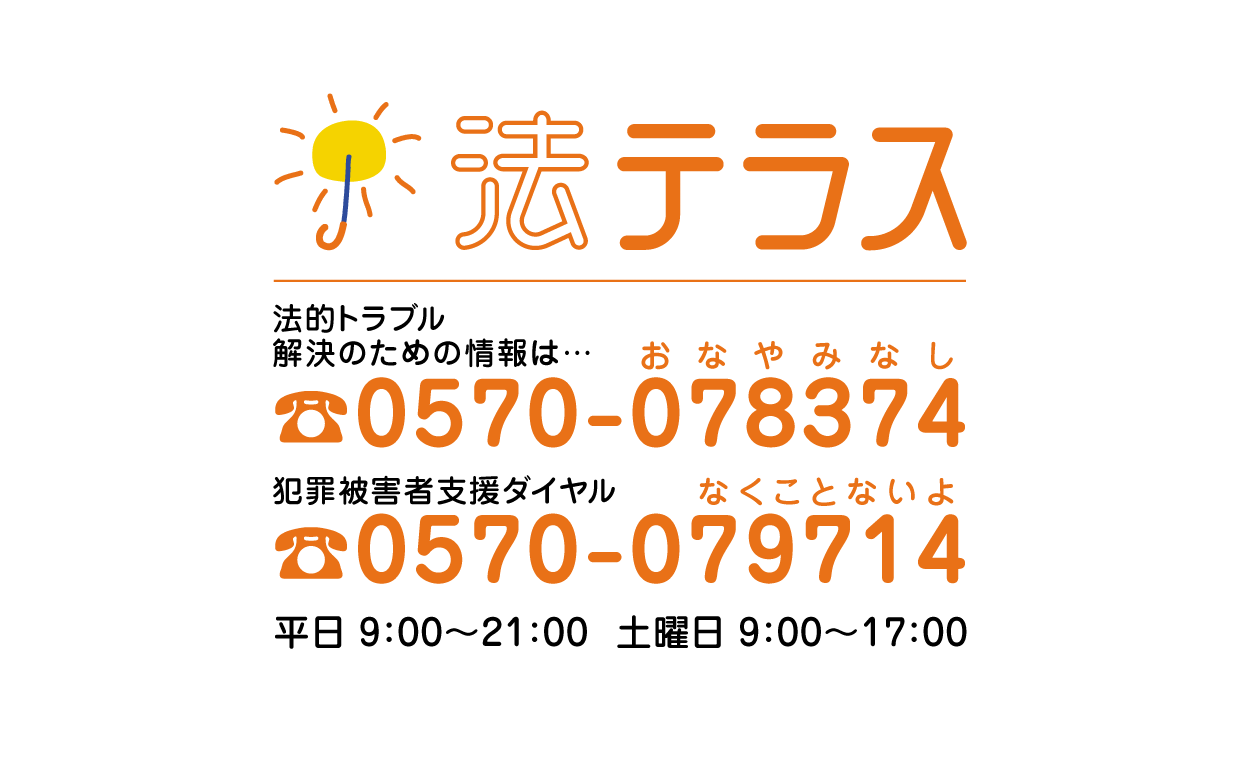 法テラス
法的トラブル
解決のための情報は…
おなやみなし
☎0570-078374
犯罪被害者支援ダイヤル
なくことないよ
☎0570-079714
平日 9:00〜21:00 土曜日 9:00〜17:00